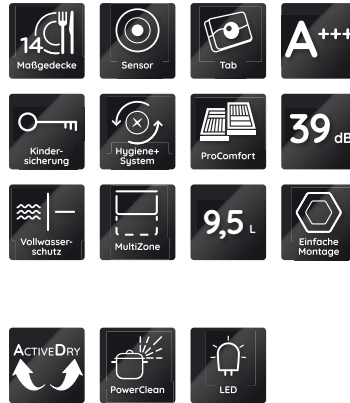 14
Maßgedecke
Sensor
Tab
A+++
Kinder-
sicherung
Hygiene+
System
ProComfort
39 dB
Vollwasser-
schutz
MultiZone
9,5 L
Einfache
Montage
ACTIVEDRY
PowerClean
LED